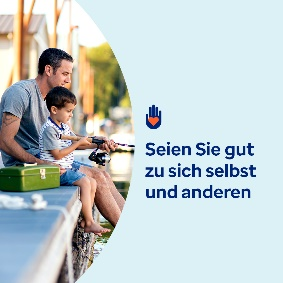 Seien Sie gut
zu sich selbst
und anderen